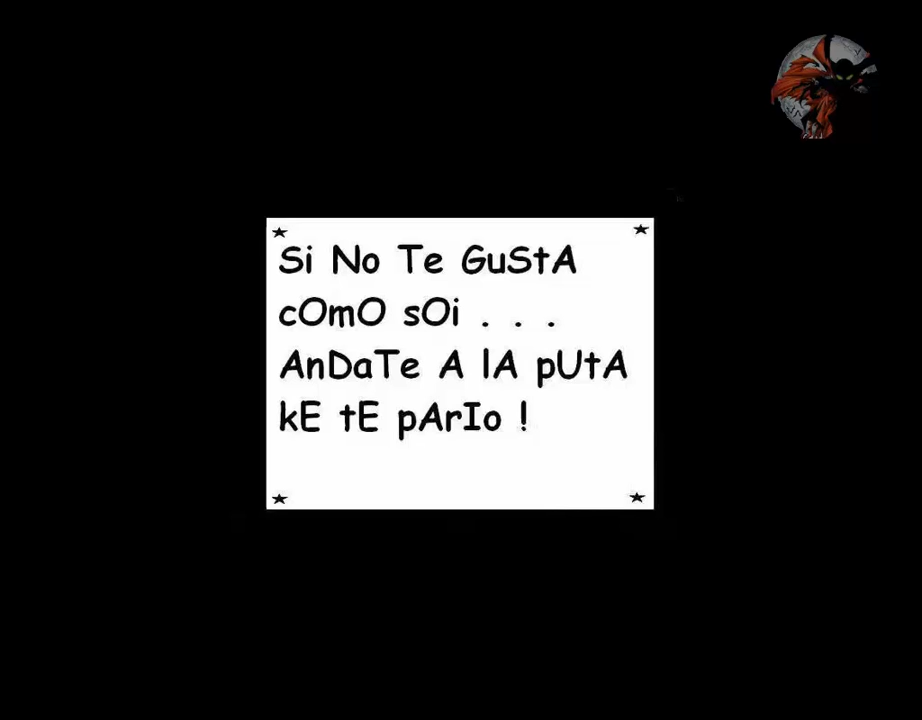 Si No Te GuStA
cOmO sOi . . .
AnDaTe A lA pUtA
kE tE pArIo !